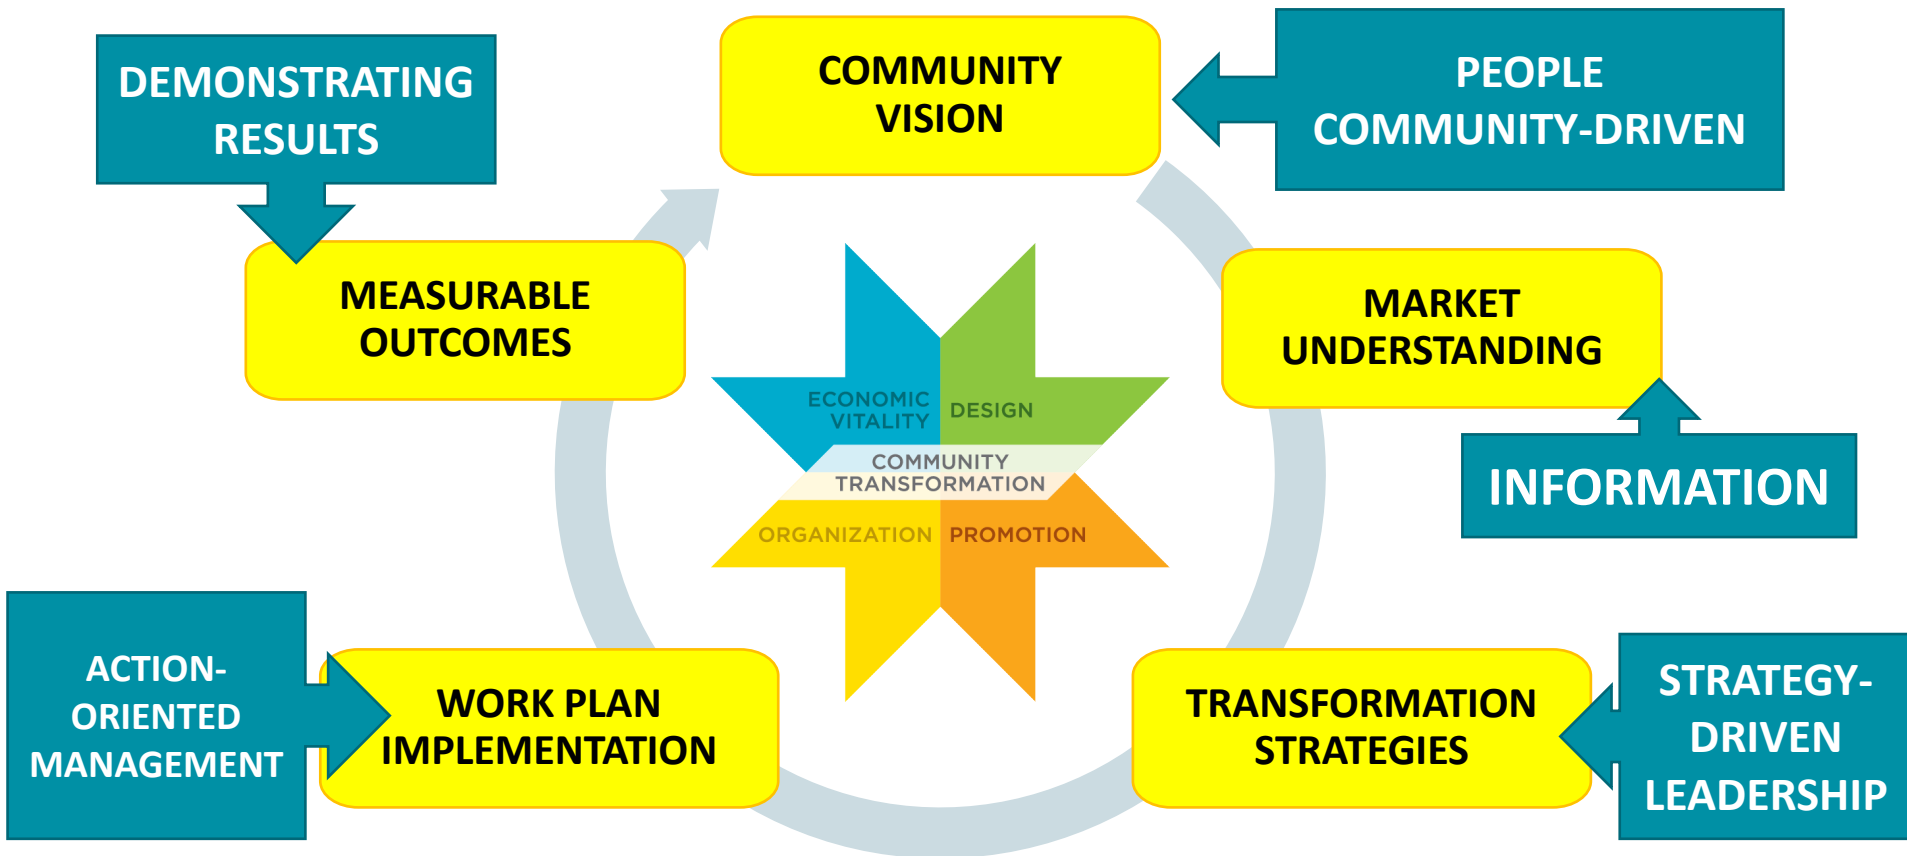 DEMONSTRATING
RESULTS
COMMUNITY
VISION
PEOPLE
COMMUNITY-DRIVEN
MEASURABLE
OUTCOMES
MARKET
UNDERSTANDING
ECONOMIC
VITALITY
DESIGN
COMMUNITY
TRANSFORMATION
ORGANIZATION
PROMOTION
INFORMATION
ACTION-
ORIENTED
MANAGEMENT
WORK PLAN
IMPLEMENTATION
TRANSFORMATION
STRATEGIES
STRATEGY-
DRIVEN
LEADERSHIP